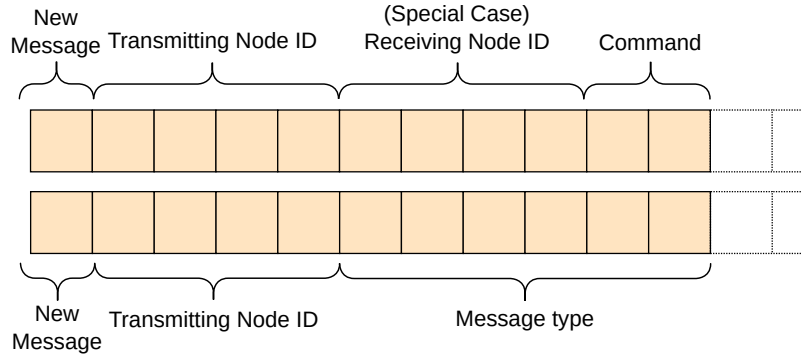 New
Message
Transmitting Node ID
(Special Case)
Receiving Node ID
Command
New
Message
Transmitting Node ID
Message type